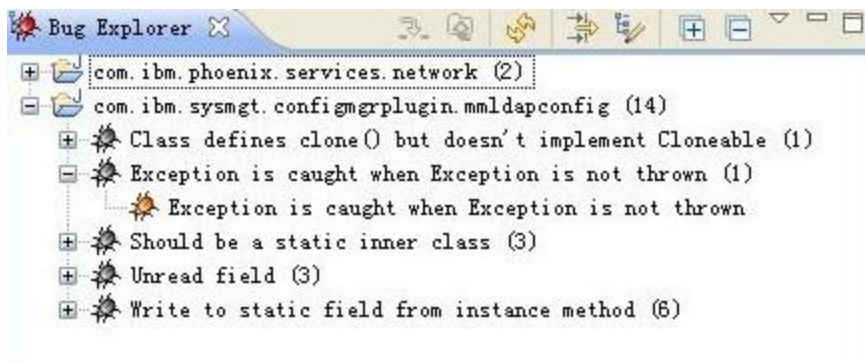 Bug Explorer
com.ibm.phoenix.services.network (2)
com.ibm.sysmgt.configmgrplugin.mmldapconfig (14)
Class defines clone() but doesn't implement Cloneable (1)
Exception is caught when Exception is not thrown (1)
Exception is caught when Exception is not thrown
Should be a static inner class (3)
Unread field (3)
Write to static field from instance method (6)